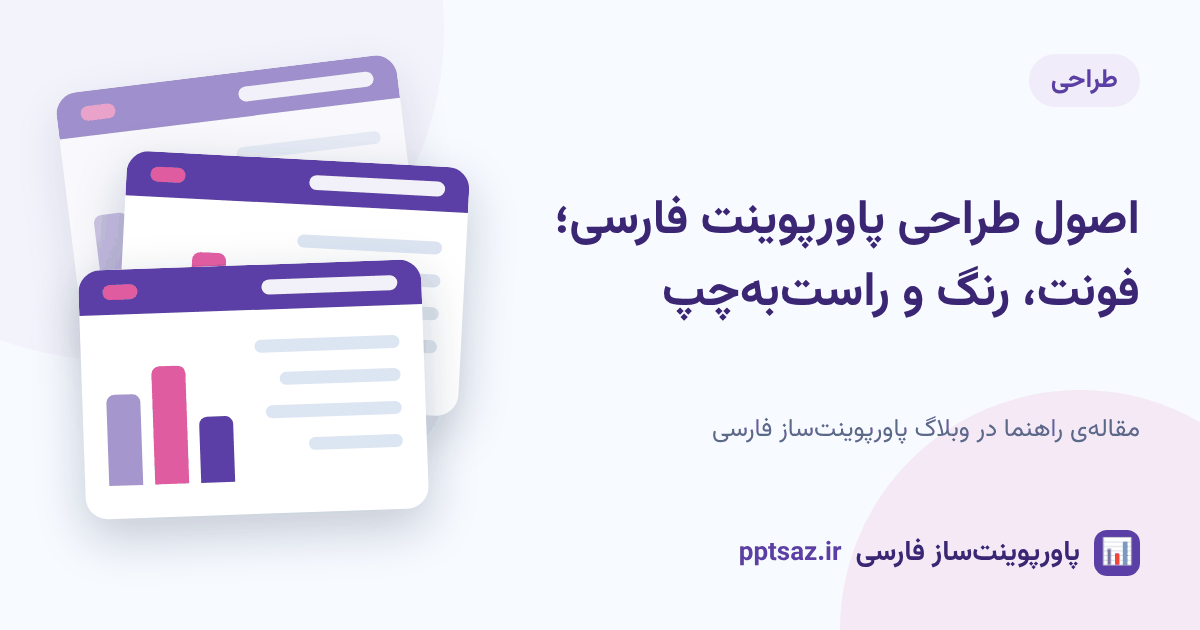 طراحی
اصول طراحی پاورپوینت فارسی؛
فونت، رنگ و راست‌به‌چپ
مقاله‌ی راهنما در وبلاگ پاورپوینت‌ساز فارسی
پاورپوینت‌ساز فارسی pptsaz.ir